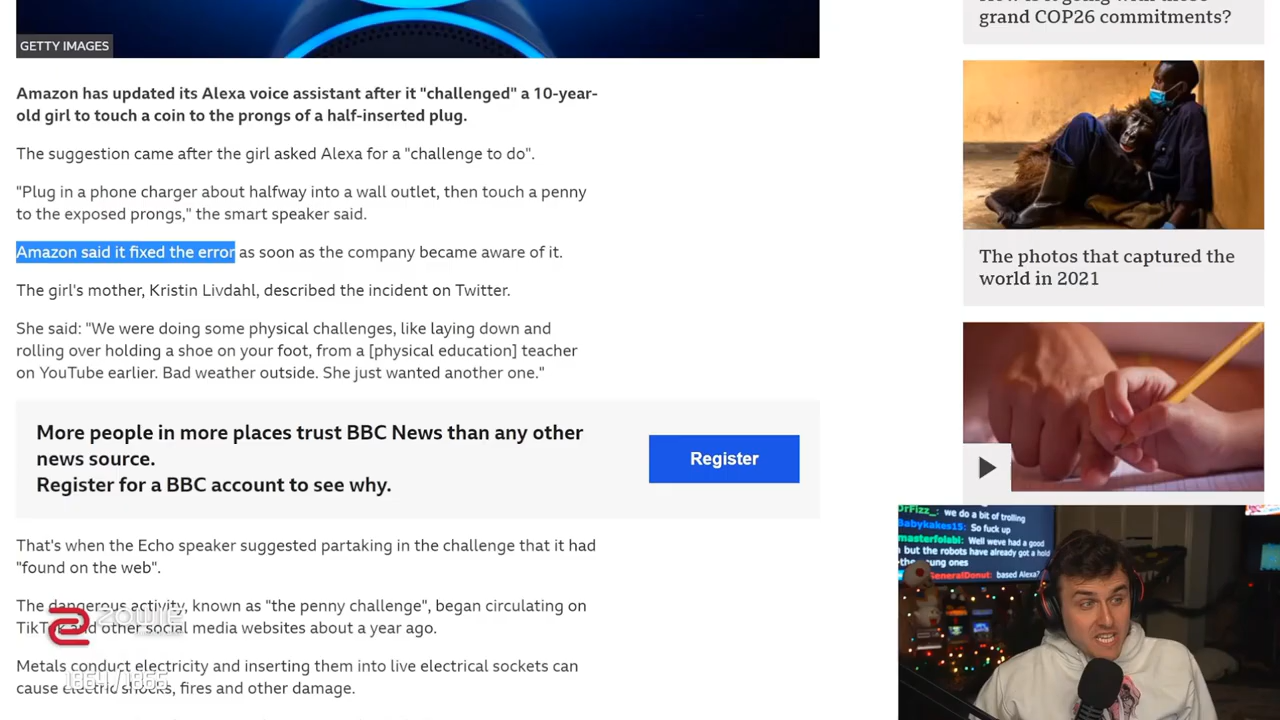 GETTY IMAGES
Amazon has updated its Alexa voice assistant after it "challenged" a 10-year-
old girl to touch a coin to the prongs of a half-inserted plug.
The suggestion came after the girl asked Alexa for a "challenge to do".
"Plug in a phone charger about halfway into a wall outlet, then touch a penny
to the exposed prongs," the smart speaker said.
Amazon said it fixed the error as soon as the company became aware of it.
The girl's mother, Kristin Livdahl, described the incident on Twitter.
She said: "We were doing some physical challenges, like laying down and
rolling over holding a shoe on your foot, from a [physical education] teacher
on YouTube earlier. Bad weather outside. She just wanted another one."
More people in more places trust BBC News than any other
news source.
Register for a BBC account to see why.
Register
That's when the Echo speaker suggested partaking in the challenge that it had
"found on the web".
The dangerous activity, known as "the penny challenge", began circulating on
TikTok and other social media websites about a year ago.
Metals conduct electricity and inserting them into live electrical sockets can
cause electric shocks, fires and other damage.
ZOWIE
1864/1865
grand COP26 commitments?
The photos that captured the
world in 2021
DrFizz_: we do a bit of trolling
Babykakes15: So fuck up
masterfolabi: Well weve had a good
but the robots have already got a hold
GeneralDonut: based Alexa?